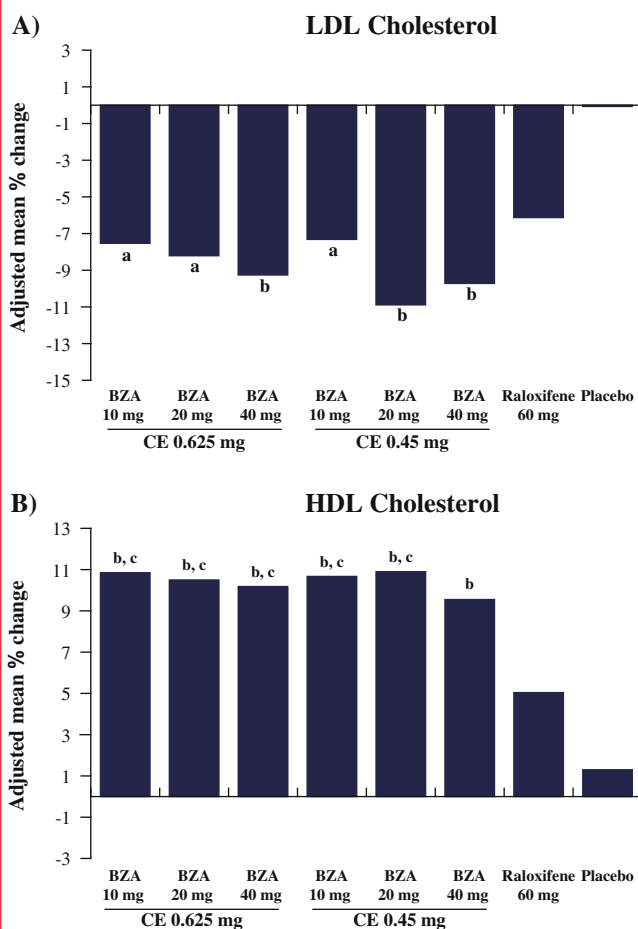 A) LDL Cholesterol
Adjusted mean % change
3
1
-1
-3
-5
-7
-9
-11
-13
-15
a a b a b b
BZA BZA BZA BZA BZA BZA Raloxifene Placebo
10 mg 20 mg 40 mg 10 mg 20 mg 40 mg 60 mg
CE 0.625 mg CE 0.45 mg
B) HDL Cholesterol
Adjusted mean % change
13
11
9
7
5
3
1
-1
-3
b, c b, c b, c b, c b, c b
BZA BZA BZA BZA BZA BZA Raloxifene Placebo
10 mg 20 mg 40 mg 10 mg 20 mg 40 mg 60 mg
CE 0.625 mg CE 0.45 mg